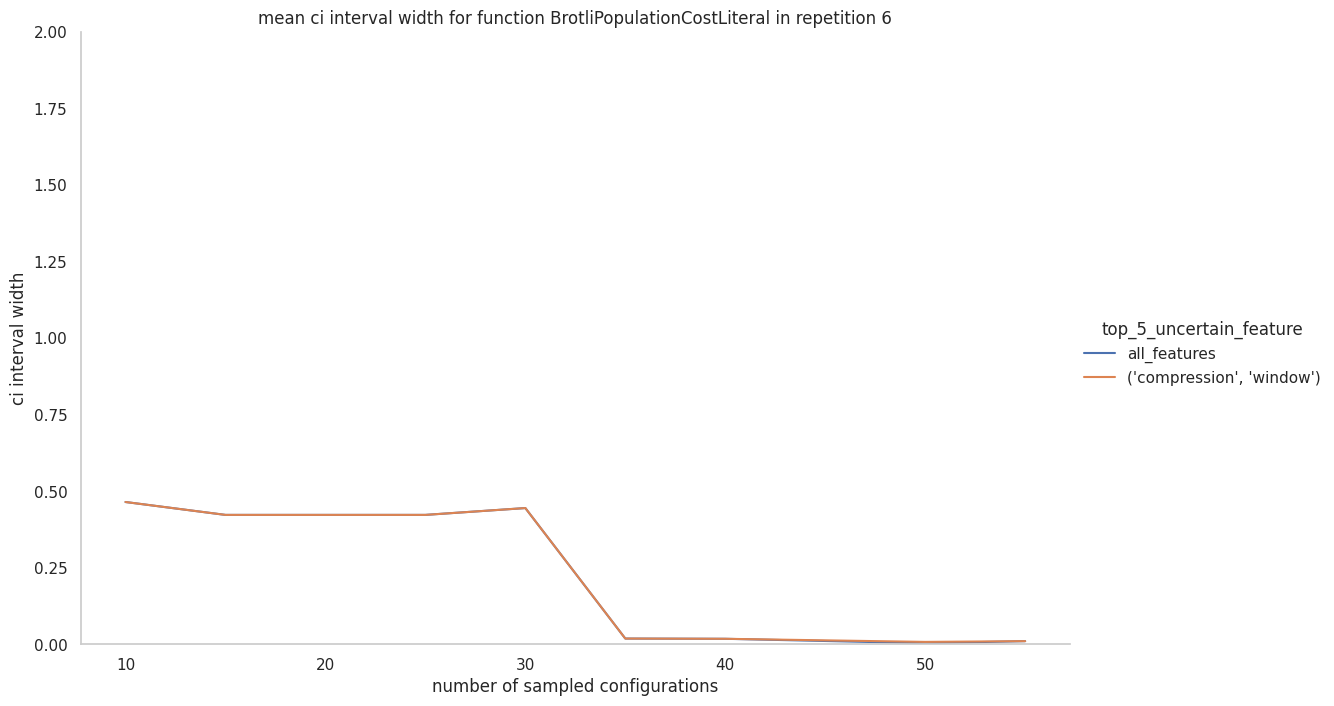 mean ci interval width for function BrotliPopulationCostLiteral in repetition 6
2.00
1.75
1.50
1.25
1.00
0.75
0.50
0.25
0.00
ci interval width
10
20
30
40
50
number of sampled configurations
top_5_uncertain_feature
all_features
('compression', 'window')